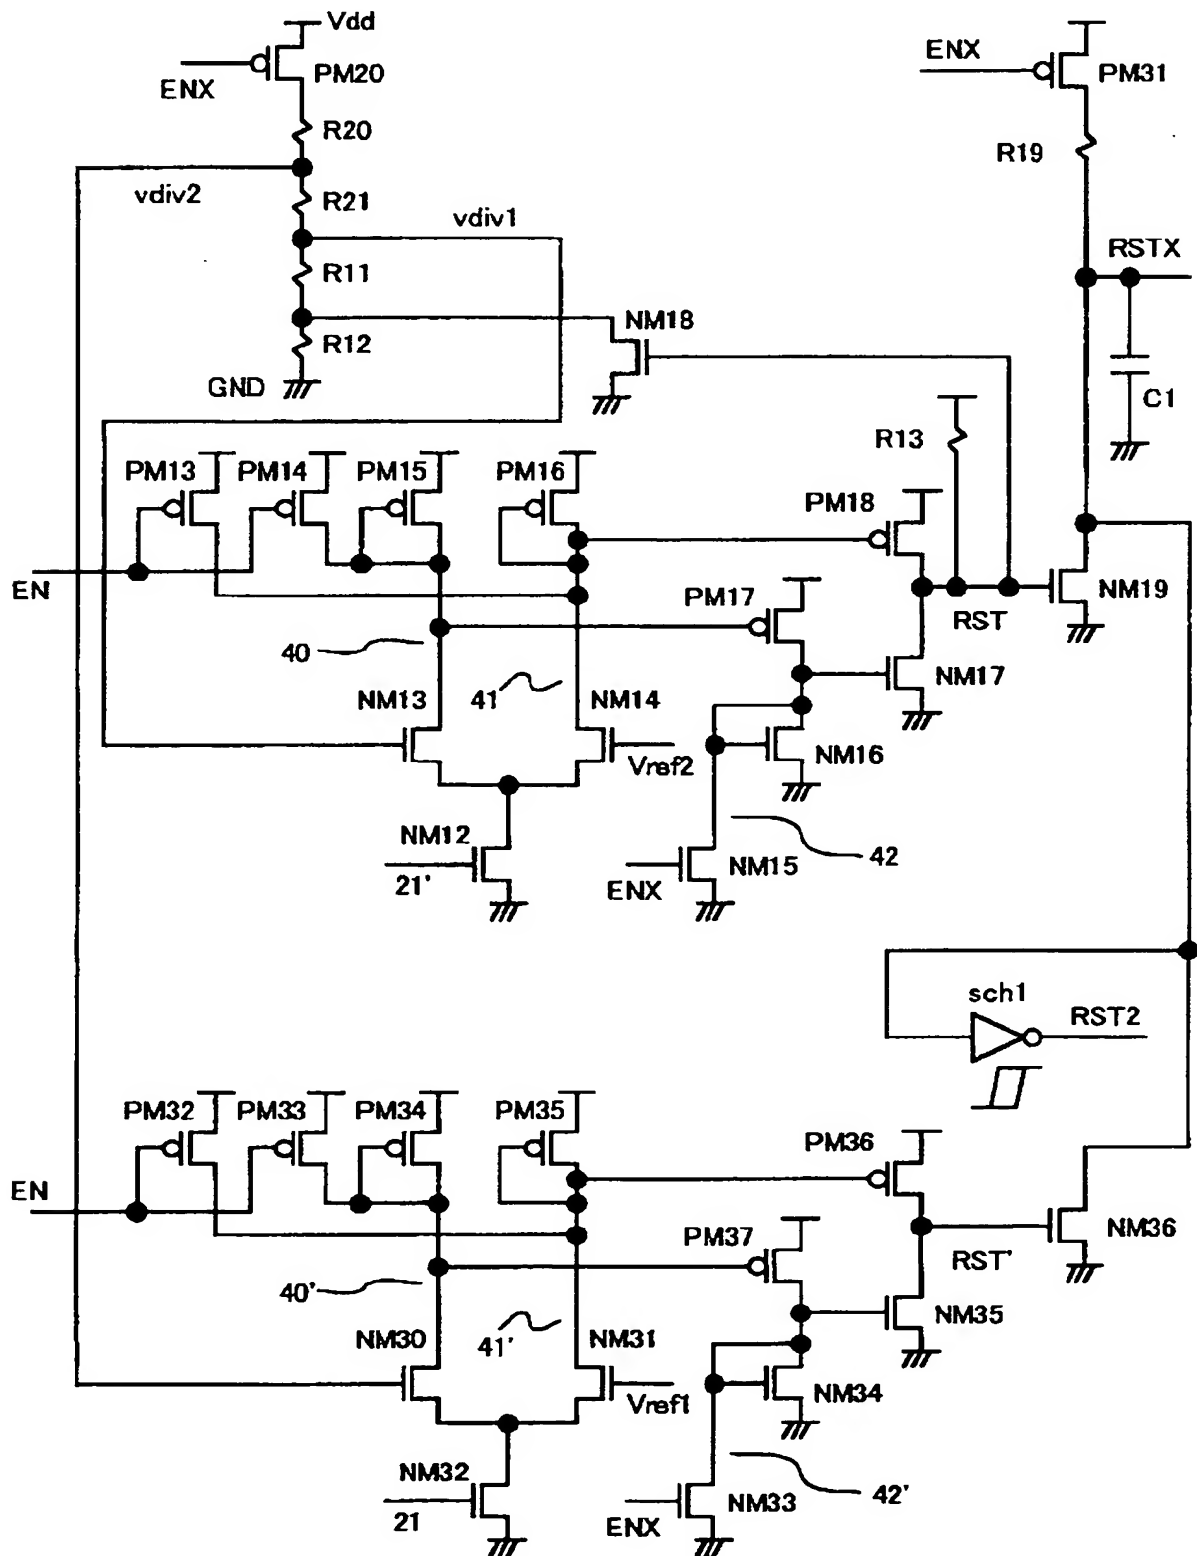 Vdd
ENX
PM20
ENX
PM31
R20
R19
vdiv2
R21
vdiv1
RSTX
R11
NM18
R12
GND
C1
R13
PM13
PM14
PM15
PM16
PM18
EN
PM17
RST
NM19
40
41
NM13
NM14
NM17
Vref2
NM16
NM12
42
21'
ENX
NM15
sch1
RST2
PM32
PM33
PM34
PM35
PM36
EN
PM37
NM36
40'
RST'
41'
NM35
NM30
NM31
Vref1
NM34
NM32
42'
21
ENX
NM33